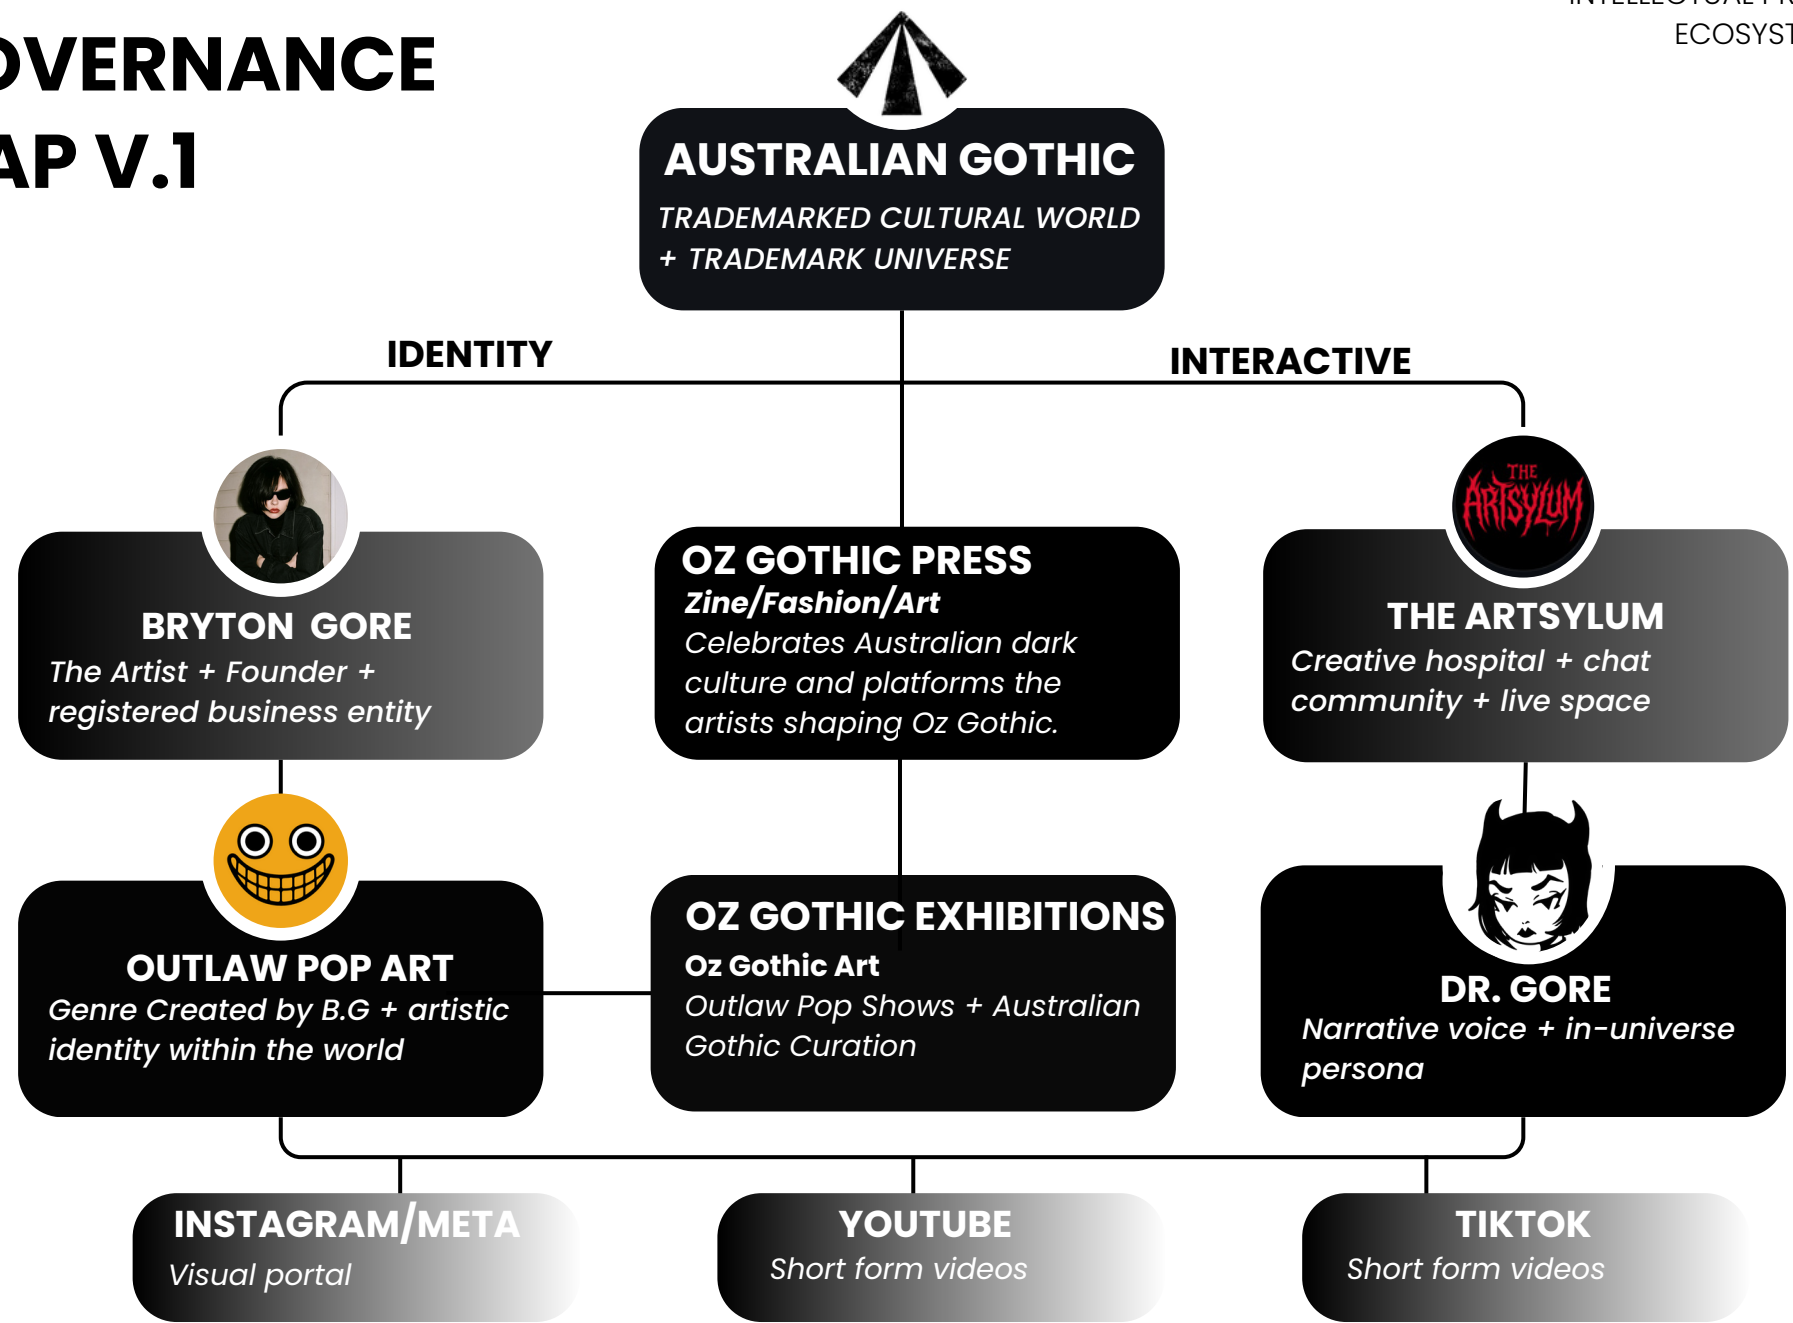 OVERNANCE
AP V.1
ECOSYST
AUSTRALIAN GOTHIC
TRADEMARKED CULTURAL WORLD
+ TRADEMARK UNIVERSE
IDENTITY
INTERACTIVE
BRYTON GORE
The Artist + Founder +
registered business entity
OZ GOTHIC PRESS
Zine/Fashion/Art
Celebrates Australian dark
culture and platforms the
artists shaping Oz Gothic.
THE
ARTSYLUM
THE ARTSYLUM
Creative hospital + chat
community + live space
OUTLAW POP ART
Genre Created by B.G + artistic
identity within the world
OZ GOTHIC EXHIBITIONS
Oz Gothic Art
Outlaw Pop Shows + Australian
Gothic Curation
DR. GORE
Narrative voice + in-universe
persona
INSTAGRAM/META
Visual portal
YOUTUBE
Short form videos
TIKTOK
Short form videos